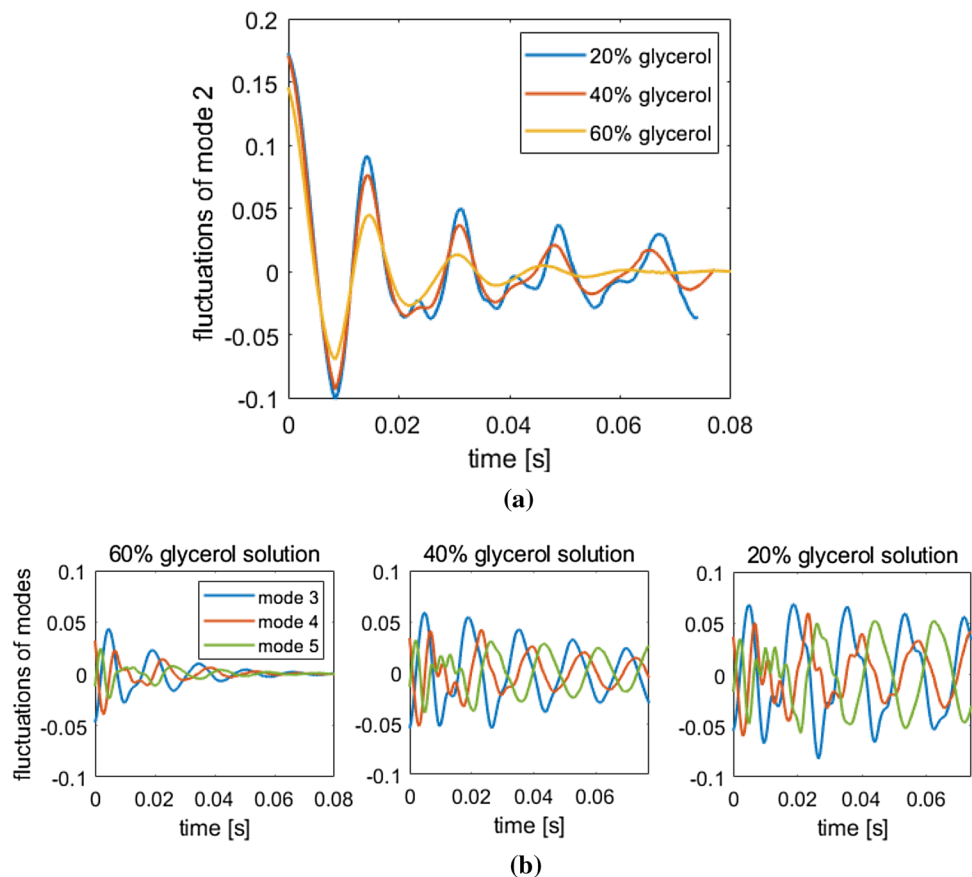 0.2
0.15
0.1
0.05
0
-0.05
-0.1
fluctuations of mode 2
20% glycerol
40% glycerol
60% glycerol
0 0.02 0.04 0.06 0.08
time [s]
(a)
60% glycerol solution
40% glycerol solution
20% glycerol solution
fluctuations of modes
0.1
0.05
0
-0.05
-0.1
mode 3
mode 4
mode 5
0 0.02 0.04 0.06 0.08
time [s]
0.1
0.05
0
-0.05
-0.1
0 0.02 0.04 0.06
time [s]
0.1
0.05
0
-0.05
-0.1
0 0.02 0.04 0.06
time [s]
(b)